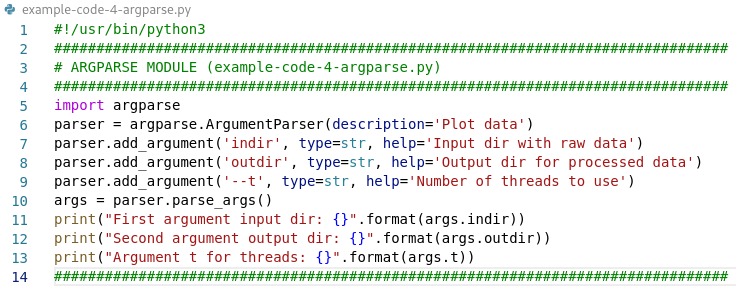 example-code-4-argparse.py
1 #!/usr/bin/python3
2 ################################################################################
3 # ARGPARSE MODULE (example-code-4-argparse.py)
4 ################################################################################
5 import argparse
6 parser = argparse.ArgumentParser(description='Plot data')
7 parser.add_argument('indir', type=str, help='Input dir with raw data')
8 parser.add_argument('outdir', type=str, help='Output dir for processed data')
9 parser.add_argument('--t', type=str, help='Number of threads to use')
10 args = parser.parse_args()
11 print("First argument input dir: {}".format(args.indir))
12 print("Second argument output dir: {}".format(args.outdir))
13 print("Argument t for threads: {}".format(args.t))
14 ################################################################################